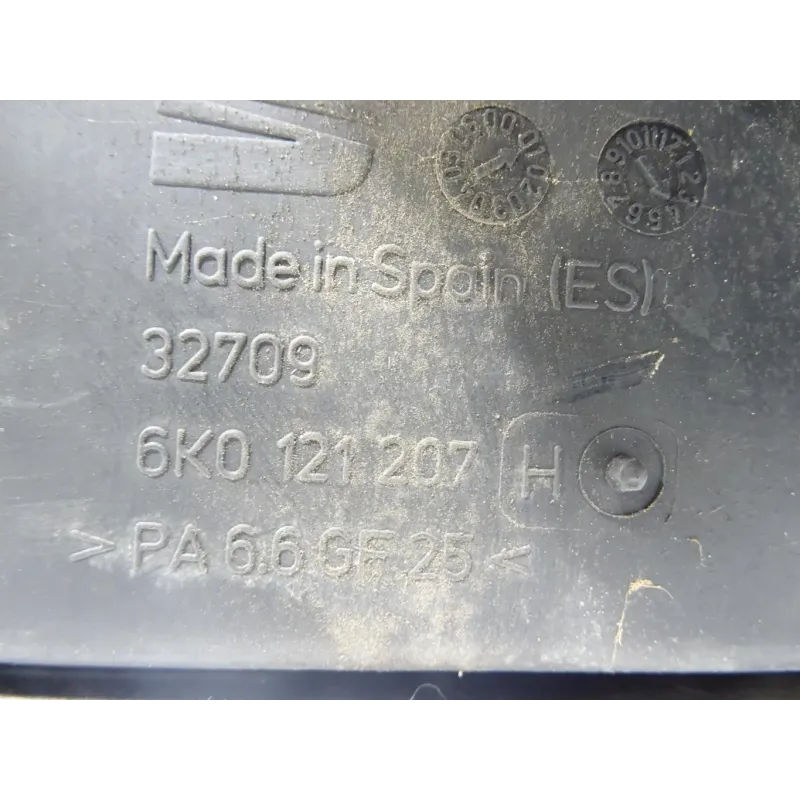 Made in Spain (ES)
32709
6K0 121 207 H
>PA 6.6 GF 25<